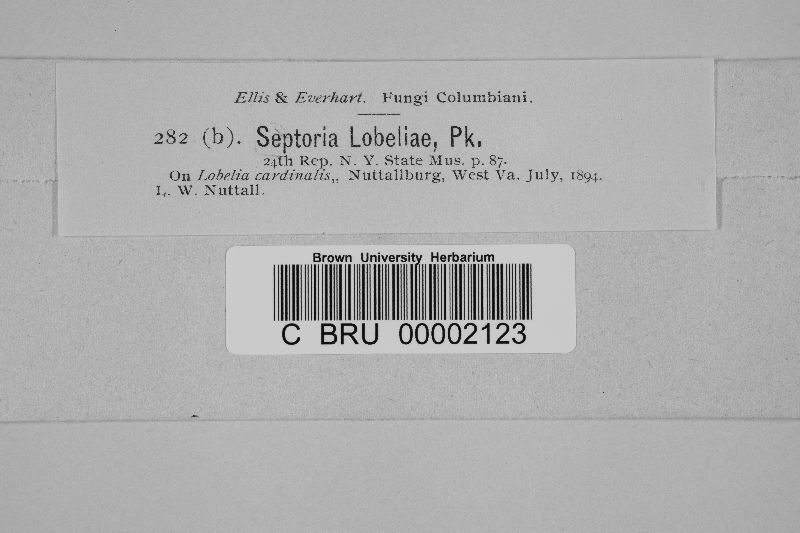 Ellis & Everhart. Fungi Columbiani.
282 (b). Septoria Lobeliae, Pk.
24th Rep. N. Y. State Mus. p. 87.
On Lobelia cardinalis,, Nuttallburg, West Va. July, 1894.
L. W. Nuttall.
Brown University Herbarium
C BRU 00002123